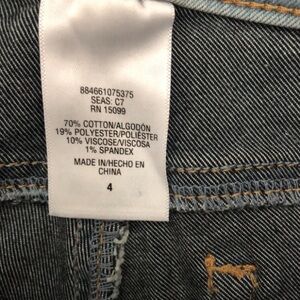 884661075375
SEAS: C7
RN 15099
70% COTTON/ALGODÓN
19% POLYESTER/POLIÉSTER
10% VISCOSE/VISCOSA
1% SPANDEX
MADE IN/HECHO EN
CHINA
4